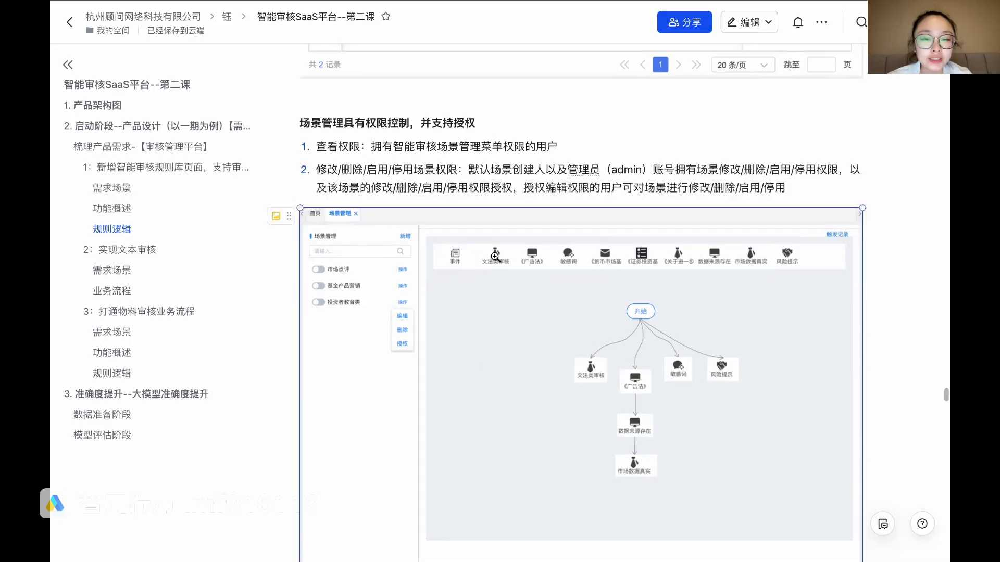 杭州顾问网络科技有限公司 > 钰 > 智能审核SaaS平台--第二课
我的空间 已经保存到云端
分享
编辑
智能审核SaaS平台--第二课
1. 产品架构图
2. 启动阶段--产品设计（以一期为例）【需...
梳理产品需求-【审核管理平台】
1：新增智能审核规则库页面，支持审...
需求场景
功能概述
规则逻辑
2：实现文本审核
需求场景
业务流程
3：打通物料审核业务流程
需求场景
功能概述
规则逻辑
3. 准确度提升--大模型准确度提升
数据准备阶段
模型评估阶段
共 2 记录
1
20 条/页
跳至
页
场景管理具有权限控制，并支持授权
1. 查看权限：拥有智能审核场景管理菜单权限的用户
2. 修改/删除/启用/停用场景权限：默认场景创建人以及管理员（admin）账号拥有场景修改/删除/启用/停用权限，以
及该场景的修改/删除/启用/停用权限授权，授权编辑权限的用户可对场景进行修改/删除/启用/停用
首页 场景管理
场景管理 新增
请输入...
市场点评 操作
基金产品营销 操作
投资者教育类 操作
编辑
删除
授权
触发记录
事件 文法类审核 《广告法》 敏感词 《货币市场基 《证券投资基 《关于进一步 数据来源存在 市场数据真实 风险提示
开始
文法类审核
《广告法》
敏感词
风险提示
数据来源存在
市场数据真实